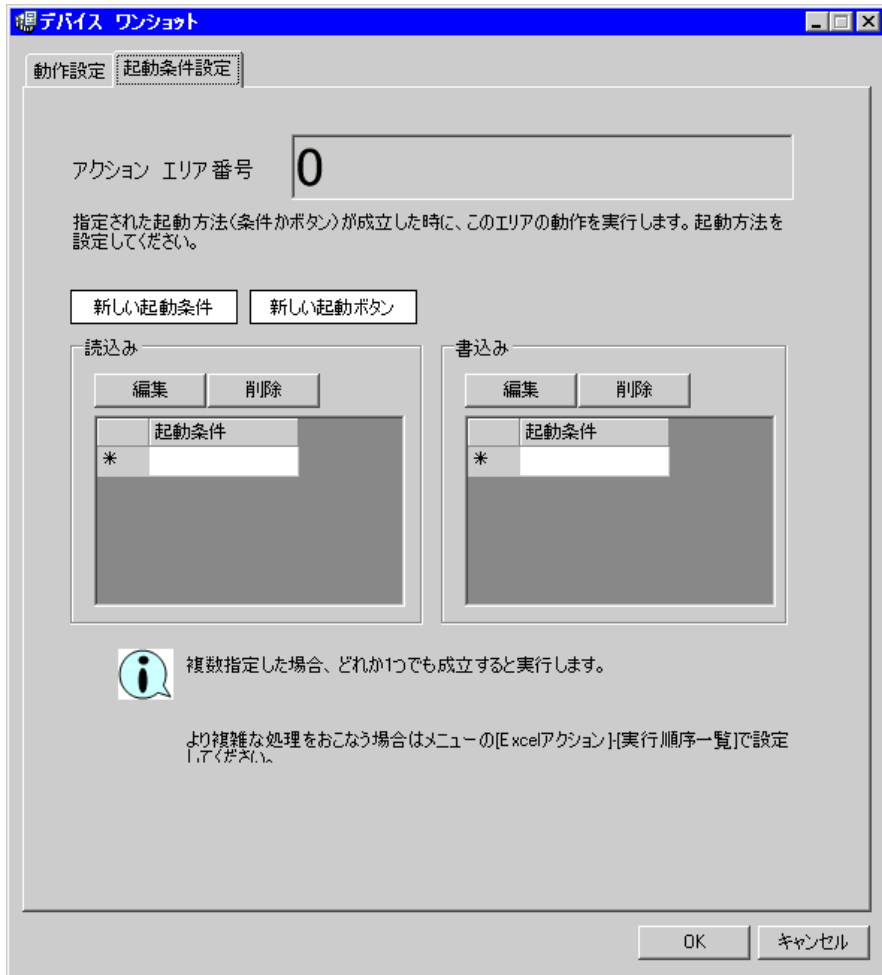 デバイス ワンショット
動作設定 起動条件設定
アクション エリア番号 0
指定された起動方法(条件かボタン)が成立した時に、このエリアの動作を実行します。起動方法を
設定してください。
新しい起動条件 新しい起動ボタン
読込み 書込み
編集 削除 編集 削除
起動条件 起動条件
* *
複数指定した場合、どれか1つでも成立すると実行します。
より複雑な処理をおこなう場合はメニューの[Excelアクション]-[実行順序一覧]で設定
してください。
OK キャンセル